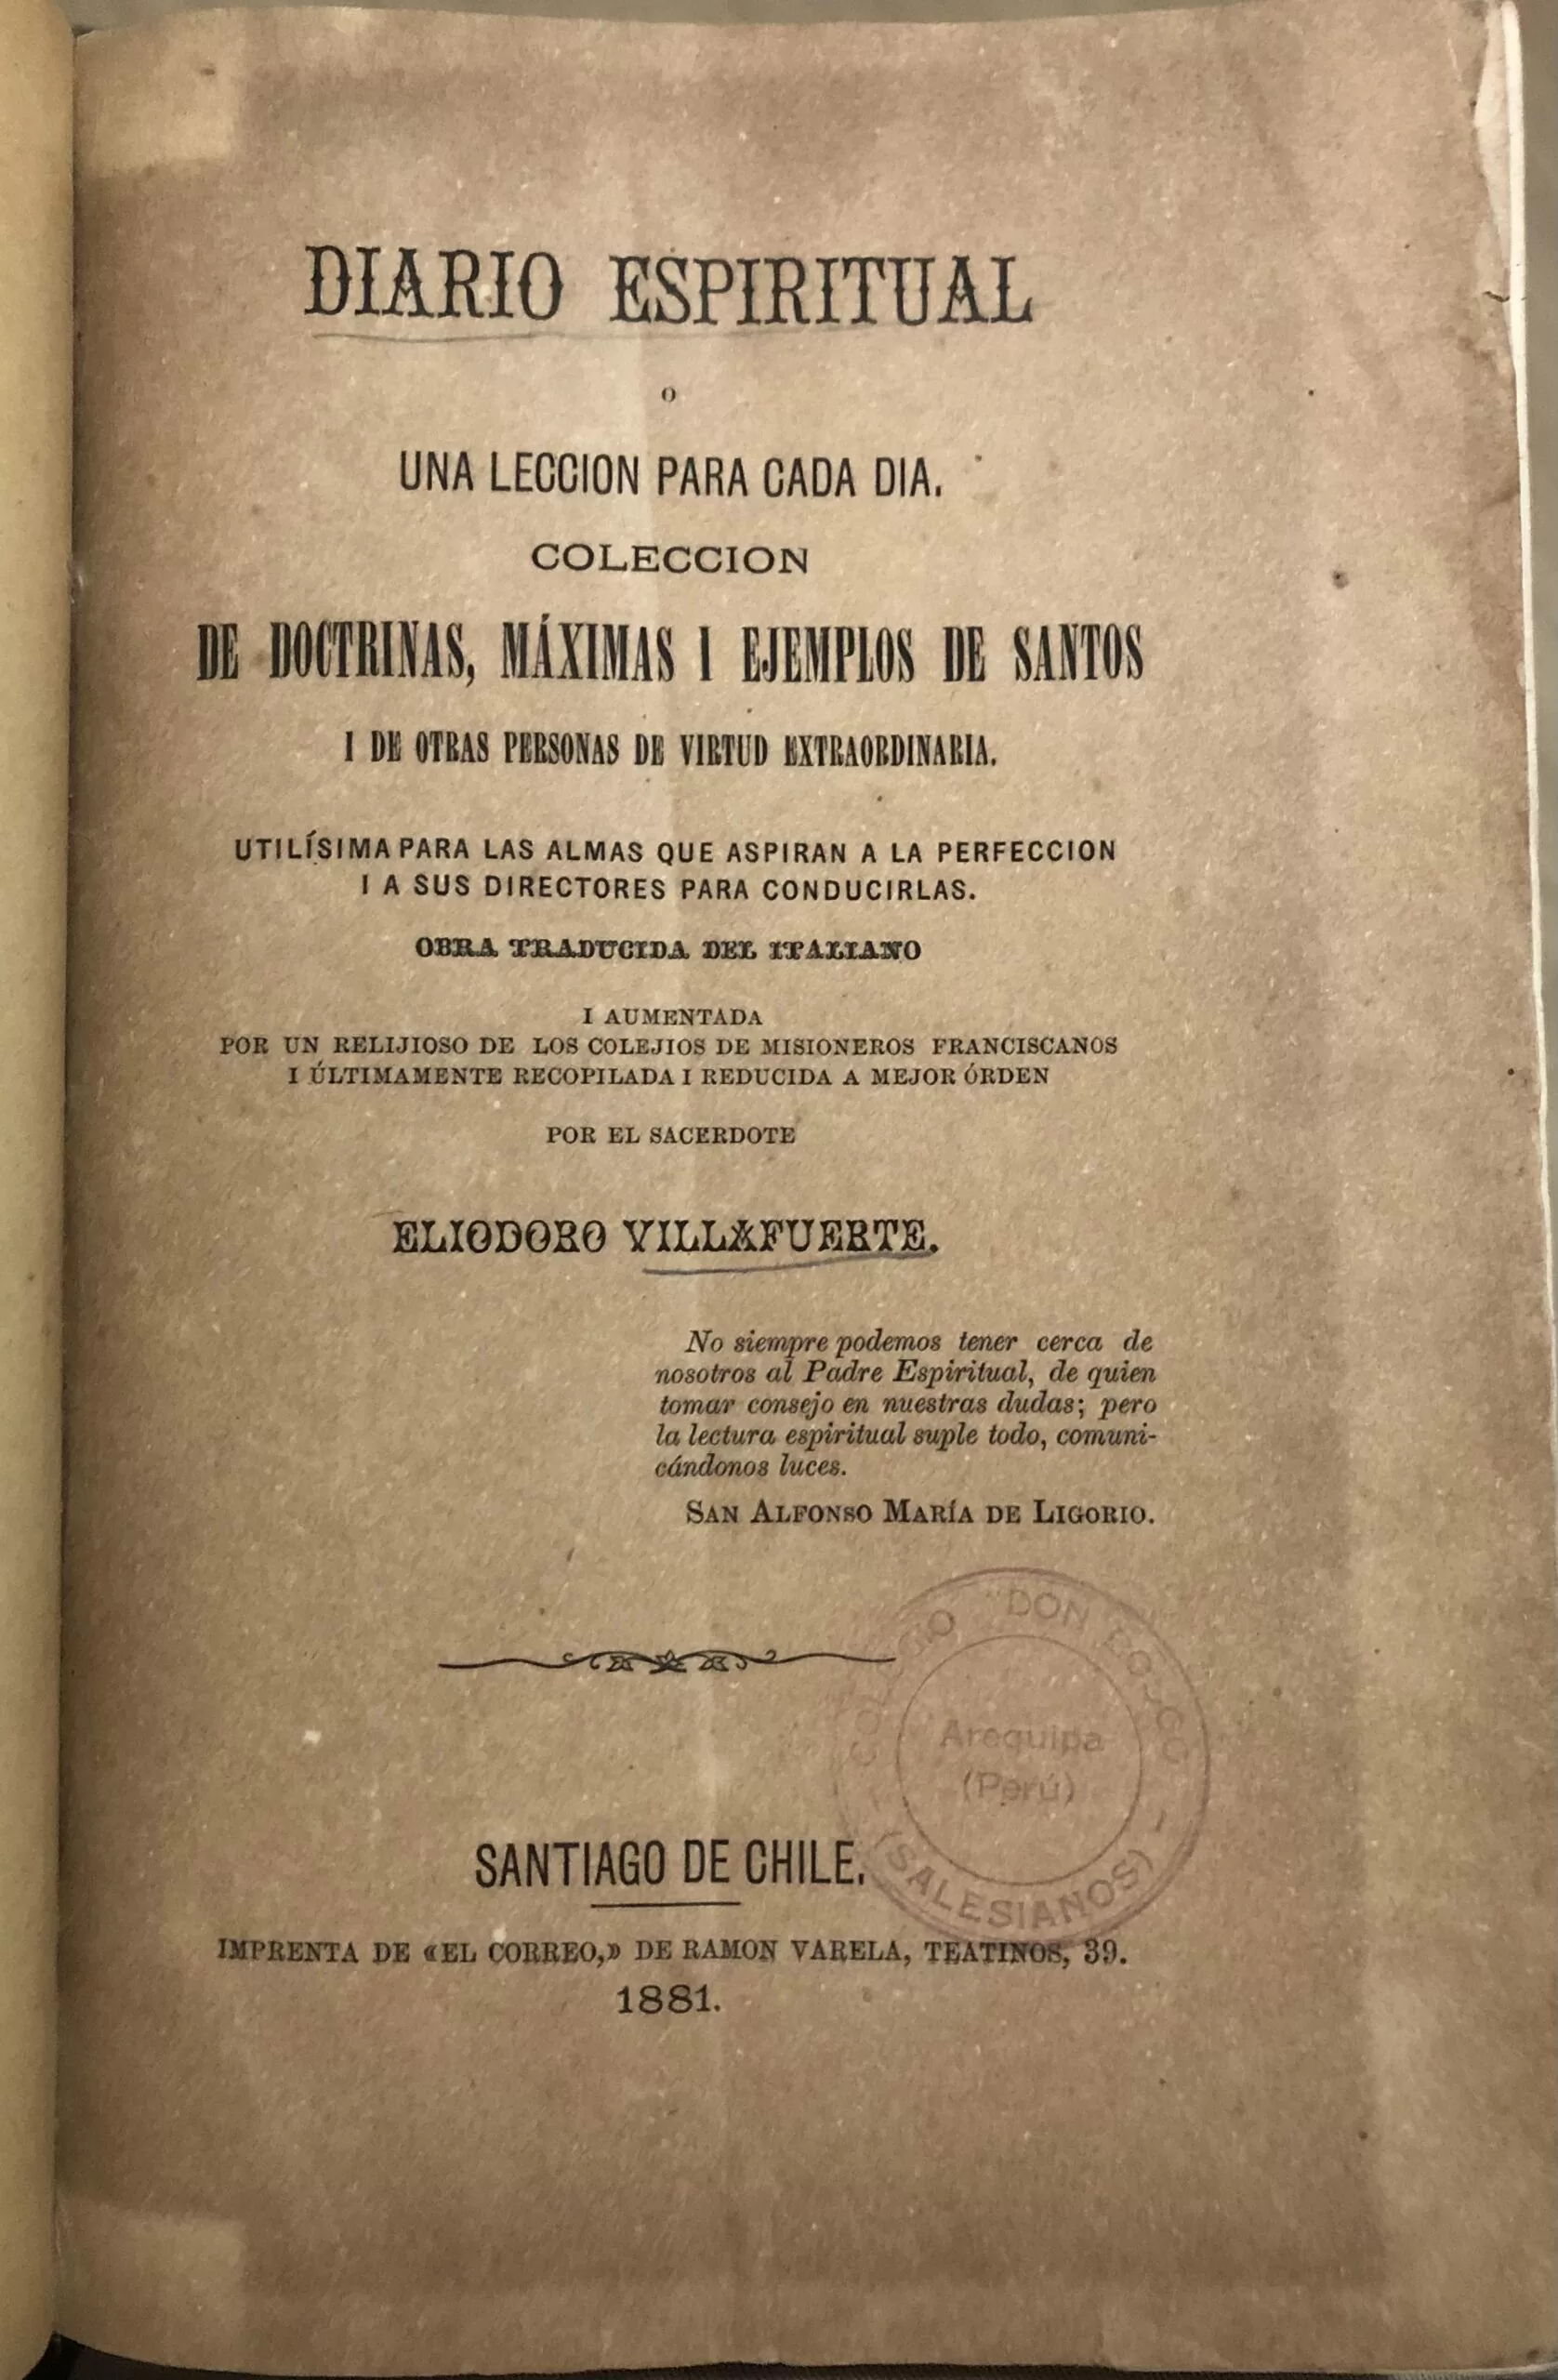 DIARIO ESPIRITUAL
O
UNA LECCION PARA CADA DIA.
COLECCION
DE DOCTRINAS, MÁXIMAS I EJEMPLOS DE SANTOS
I DE OTRAS PERSONAS DE VIRTUD EXTRAORDINARIA.
UTILÍSIMA PARA LAS ALMAS QUE ASPIRAN A LA PERFECCION
I A SUS DIRECTORES PARA CONDUCIRLAS.
OBRA TRADUCIDA DEL ITALIANO
I AUMENTADA
POR UN RELIJIOSO DE LOS COLEJIOS DE MISIONEROS FRANCISCANOS
I ÚLTIMAMENTE RECOPILADA I REDUCIDA A MEJOR ÓRDEN
POR EL SACERDOTE
ELIODORO VILLAFUERTE.
No siempre podemos tener cerca de
nosotros al Padre Espiritual, de quien
tomar consejo en nuestras dudas; pero
la lectura espiritual suple todo, comuni-
cándonos luces.
SAN ALFONSO MARÍA DE LIGORIO.
COLEGIO "DON BOSCO"
Arequipa
(Perú)
- (SALESIANOS) -
SANTIAGO DE CHILE.
IMPRENTA DE «EL CORREO,» DE RAMON VARELA, TEATINOS, 39.
1881.